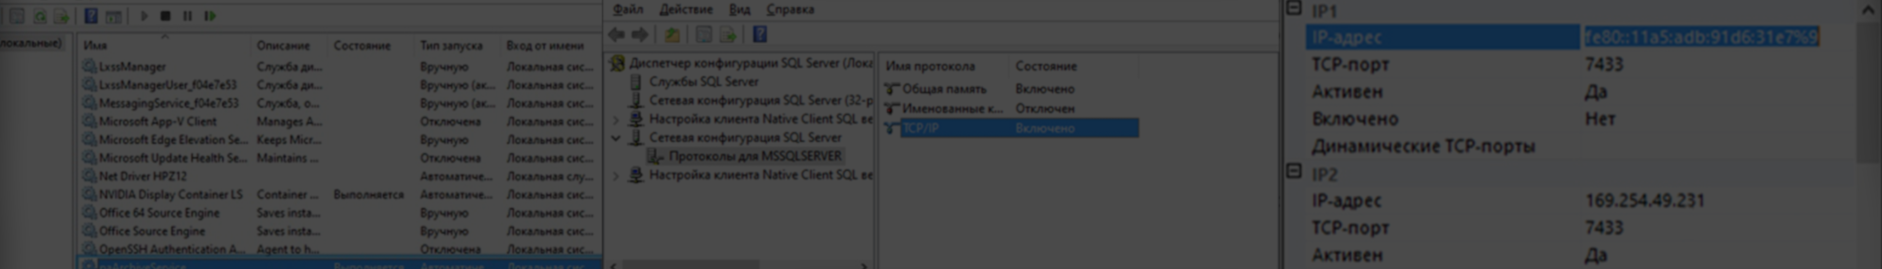 локальные)
Имя Описание Состояние Тип запуска Вход от имени
LxssManager Служба ди... Вручную Локальная сис...
LxssManagerUser_f04e7e53 Служба ди... Вручную (ак... Локальная сис...
MessagingService_f04e7e53 Служба, о... Вручную (ак... Локальная сис...
Microsoft App-V Client Manages A... Отключена Локальная сис...
Microsoft Edge Elevation Se... Keeps Micr... Вручную Локальная сис...
Microsoft Update Health Se... Maintains ... Отключена Локальная сис...
Net Driver HPZ12 Автоматиче... Локальная слу...
NVIDIA Display Container LS Container ... Выполняется Автоматиче... Локальная сис...
Office 64 Source Engine Saves insta... Вручную Локальная сис...
Office Source Engine Saves insta... Вручную Локальная сис...
OpenSSH Authentication A... Agent to h... Отключена Локальная сис...
Файл Действие Вид Справка
Диспетчер конфигурации SQL Server (Лока
Службы SQL Server
Сетевая конфигурация SQL Server (32-р
Настройка клиента Native Client SQL ве
Сетевая конфигурация SQL Server
Протоколы для MSSQLSERVER
Настройка клиента Native Client SQL ве
Имя протокола Состояние
Общая память Включено
Именованные к... Отключен
TCP/IP Включено
IP1
IP-адрес fe80::11a5:adb:91d6:31e7%9
TCP-порт 7433
Активен Да
Включено Нет
Динамические TCP-порты
IP2
IP-адрес 169.254.49.231
TCP-порт 7433
Активен Да